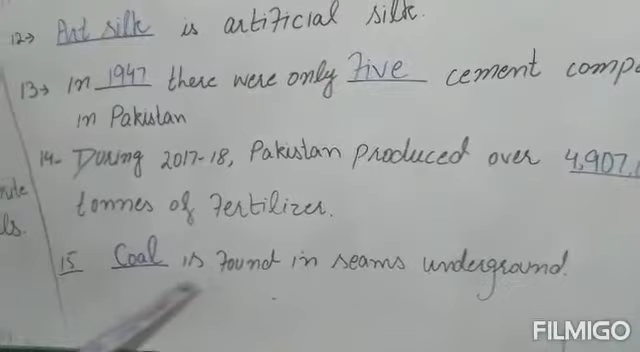 12→ Art silk is artificial silk.
13→ in 1947 there were only Five cement
in Pakistan
14- During 2017-18, Pakistan produced over 4,907,
tonnes of Fertilizer.
ls.
15 Coal is Found in seams underground.
FILMIGO